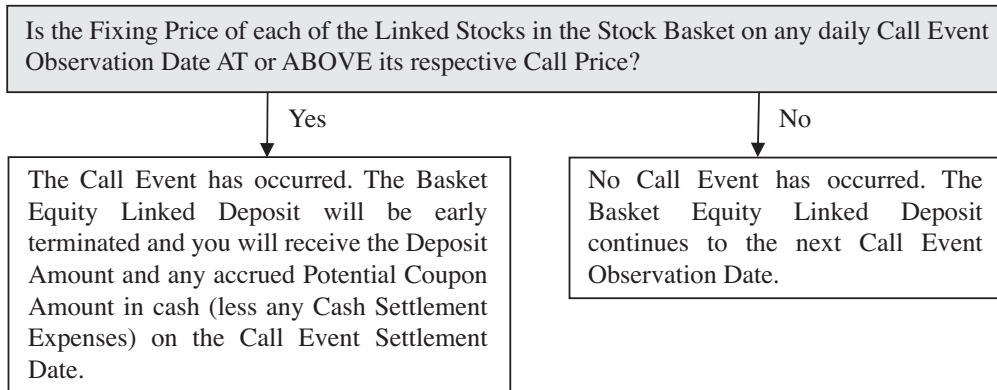 Is the Fixing Price of each of the Linked Stocks in the Stock Basket on any daily Call Event
Observation Date AT or ABOVE its respective Call Price?
Yes
No
The Call Event has occurred. The Basket
Equity Linked Deposit will be early
terminated and you will receive the Deposit
Amount and any accrued Potential Coupon
Amount in cash (less any Cash Settlement
Expenses) on the Call Event Settlement
Date.
No Call Event has occurred. The
Basket Equity Linked Deposit
continues to the next Call Event
Observation Date.